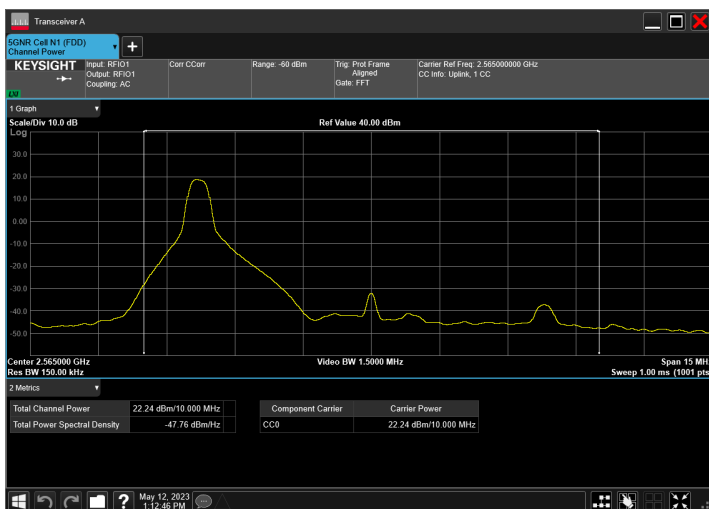 Transceiver A
5GNR Cell N1 (FDD)
Channel Power
KEYSIGHT
Input: RFIO1
Output: RFIO1
Coupling: AC
Corr CCorr
Range: -60 dBm
Trig: Prot Frame
Aligned
Gate: FFT
Carrier Ref Freq: 2.565000000 GHz
CC Info: Uplink, 1 CC
LXI
1 Graph
Scale/Div 10.0 dB
Ref Value 40.00 dBm
Log
30.0
20.0
10.0
0.00
-10.0
-20.0
-30.0
-40.0
-50.0
Center 2.565000 GHz
Video BW 1.5000 MHz
Span 15 MHz
Res BW 150.00 kHz
Sweep 1.00 ms (1001 pts)
2 Metrics
Total Channel Power 22.24 dBm/10.000 MHz
Total Power Spectral Density -47.76 dBm/Hz
Component Carrier Carrier Power
CC0 22.24 dBm/10.000 MHz
May 12, 2023
1:12:46 PM